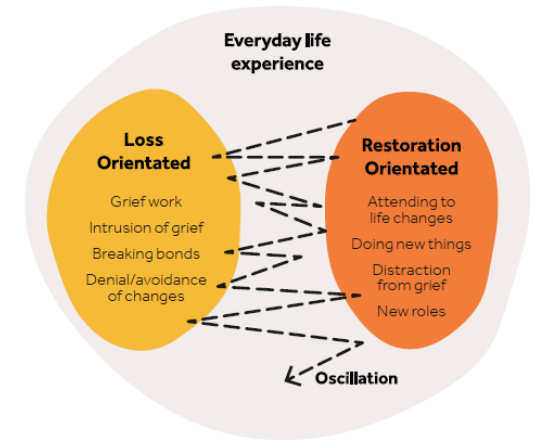 Everyday life
experience
Loss
Orientated
Grief work
Intrusion of grief
Breaking bonds
Denial/avoidance
of changes
Restoration
Orientated
Attending to
life changes
Doing new things
Distraction
from grief
New roles
Oscillation